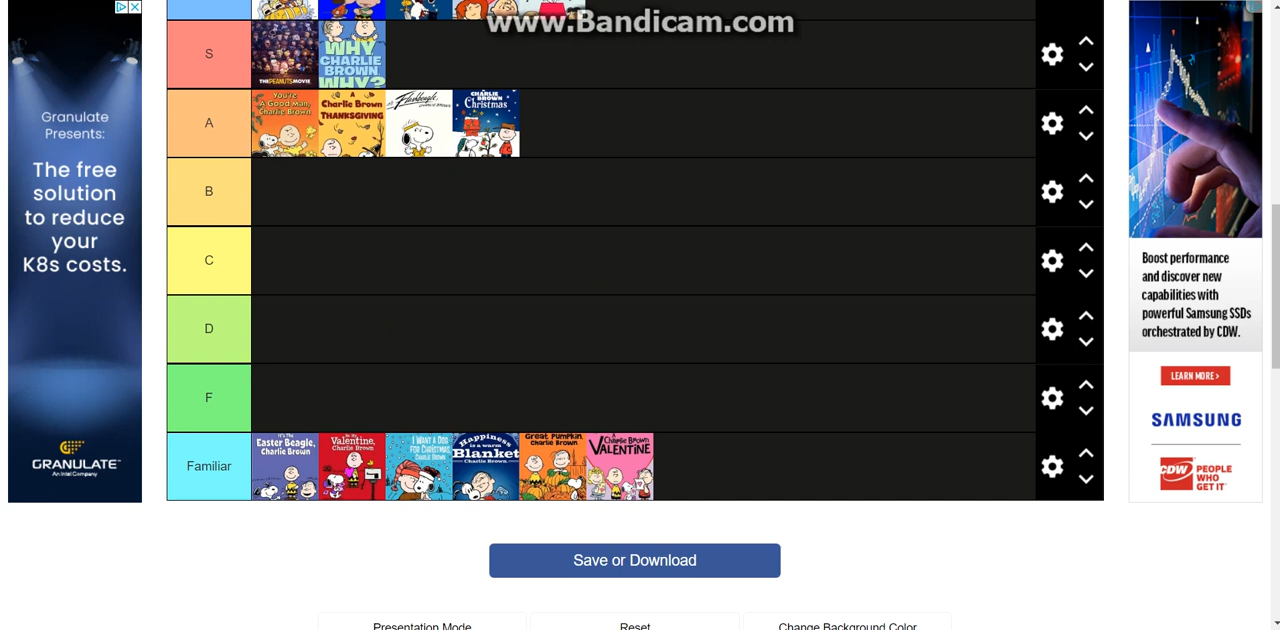 www.Bandicam.com
Granulate
Presents:
The free
solution
to reduce
your
K8s costs.
GRANULATE
An Intel Company
S
THE PEANUTS MOVIE
WHY
CHARLIE
BROWN
WHY?
A
You're
A Good Man,
Charlie Brown
A
Charlie Brown
THANKSGIVING
Flashbeagle
CHARLIE BROWN
Christmas
B
C
D
F
Familiar
It's The
Easter Beagle,
Charlie Brown
Be My
Valentine,
Charlie Brown
I WANT A DOG
FOR CHRISTMAS
CHARLIE BROWN
Happiness
is a warm
Blanket
Charlie Brown
Great Pumpkin
Charlie Brown
A Charlie Brown
VALENTINE
Save or Download
Presentation Mode
Reset
Change Background Color
Boost performance
and discover new
capabilities with
powerful Samsung SSDs
orchestrated by CDW.
LEARN MORE >
SAMSUNG
CDW
PEOPLE
WHO
GET IT